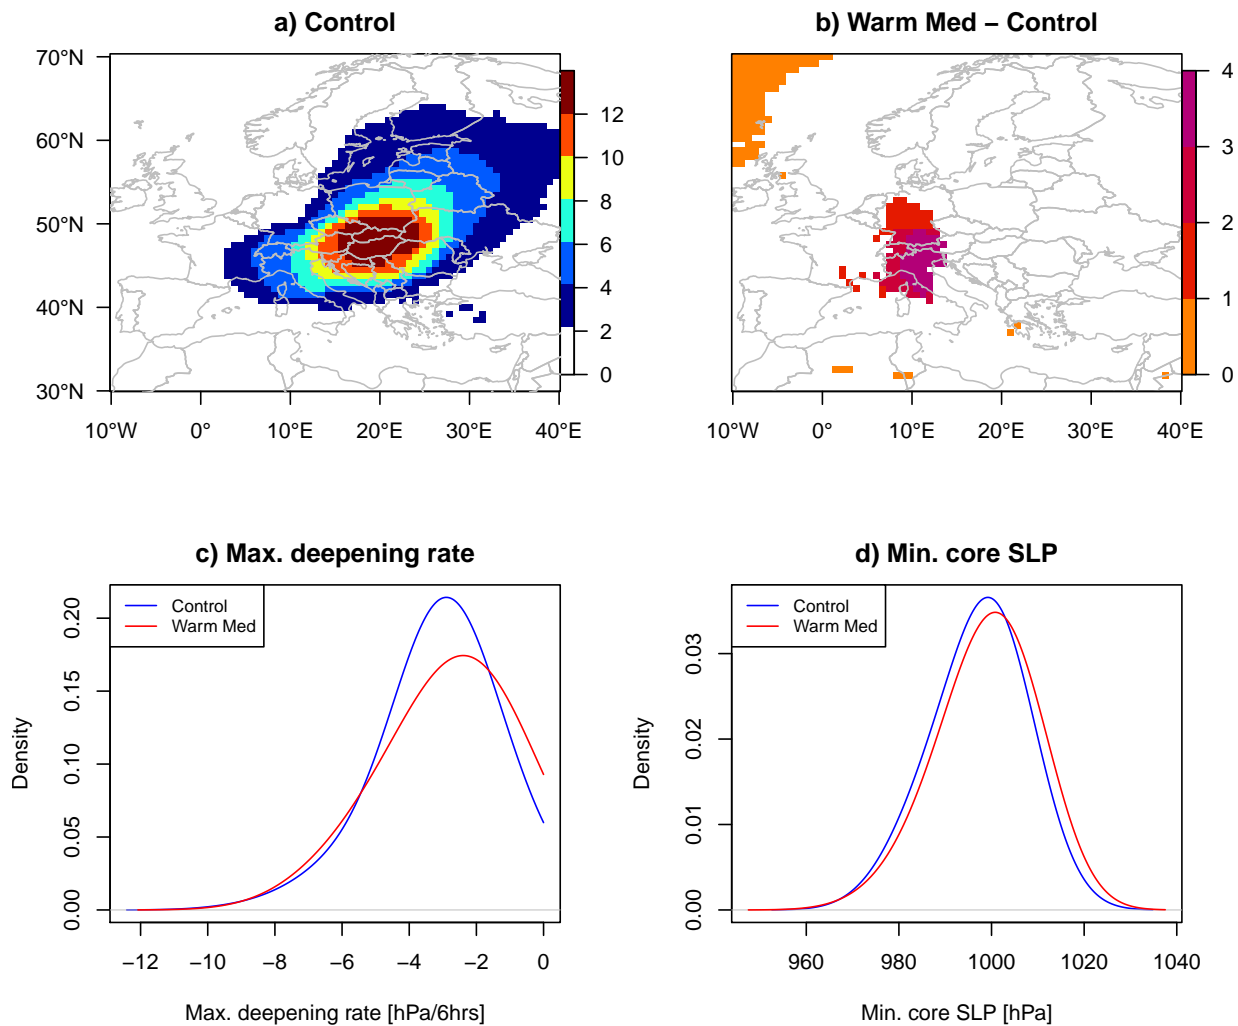 a) Control
70°N
60°N
50°N
40°N
30°N
10°W 0° 10°E 20°E 30°E 40°E
12
10
8
6
4
2
0
b) Warm Med − Control
10°W 0° 10°E 20°E 30°E 40°E
4
3
2
1
0
c) Max. deepening rate
Control
Warm Med
Density
0.20
0.15
0.10
0.05
0.00
−12 −10 −8 −6 −4 −2 0
Max. deepening rate [hPa/6hrs]
d) Min. core SLP
Control
Warm Med
Density
0.03
0.02
0.01
0.00
960 980 1000 1020 1040
Min. core SLP [hPa]